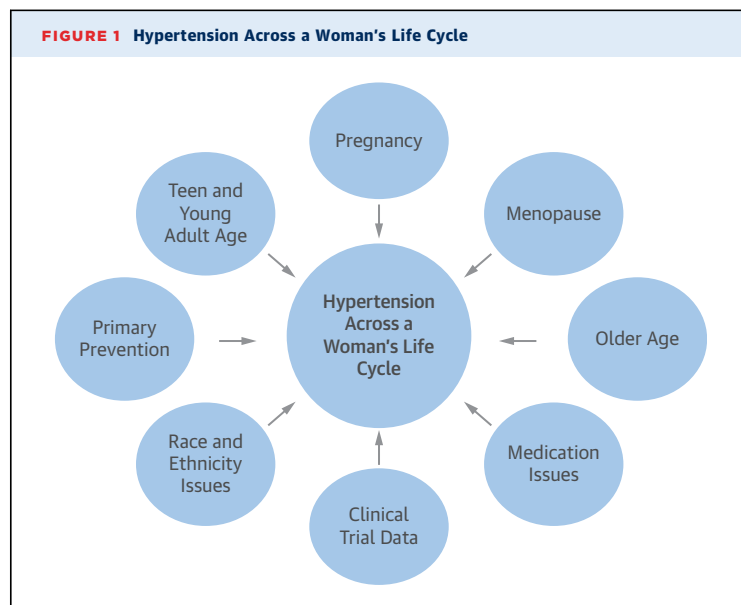 FIGURE 1 Hypertension Across a Woman's Life Cycle
Pregnancy
Teen and
Young
Adult Age
Menopause
Hypertension
Across a
Woman's Life
Cycle
Primary
Prevention
Older Age
Race and
Ethnicity
Issues
Medication
Issues
Clinical
Trial Data